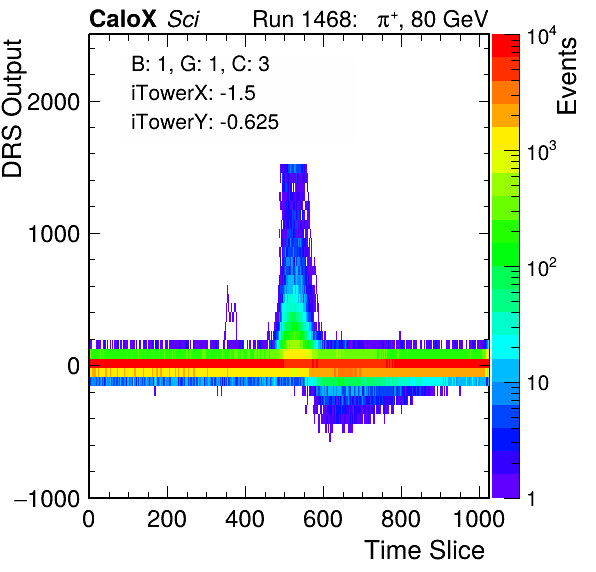 CaloX Sci Run 1468: π⁺, 80 GeV
B: 1, G: 1, C: 3
iTowerX: -1.5
iTowerY: -0.625
DRS Output
2000
1000
0
−1000
0 200 400 600 800 1000
Time Slice
Events
10⁴
10³
10²
10
1